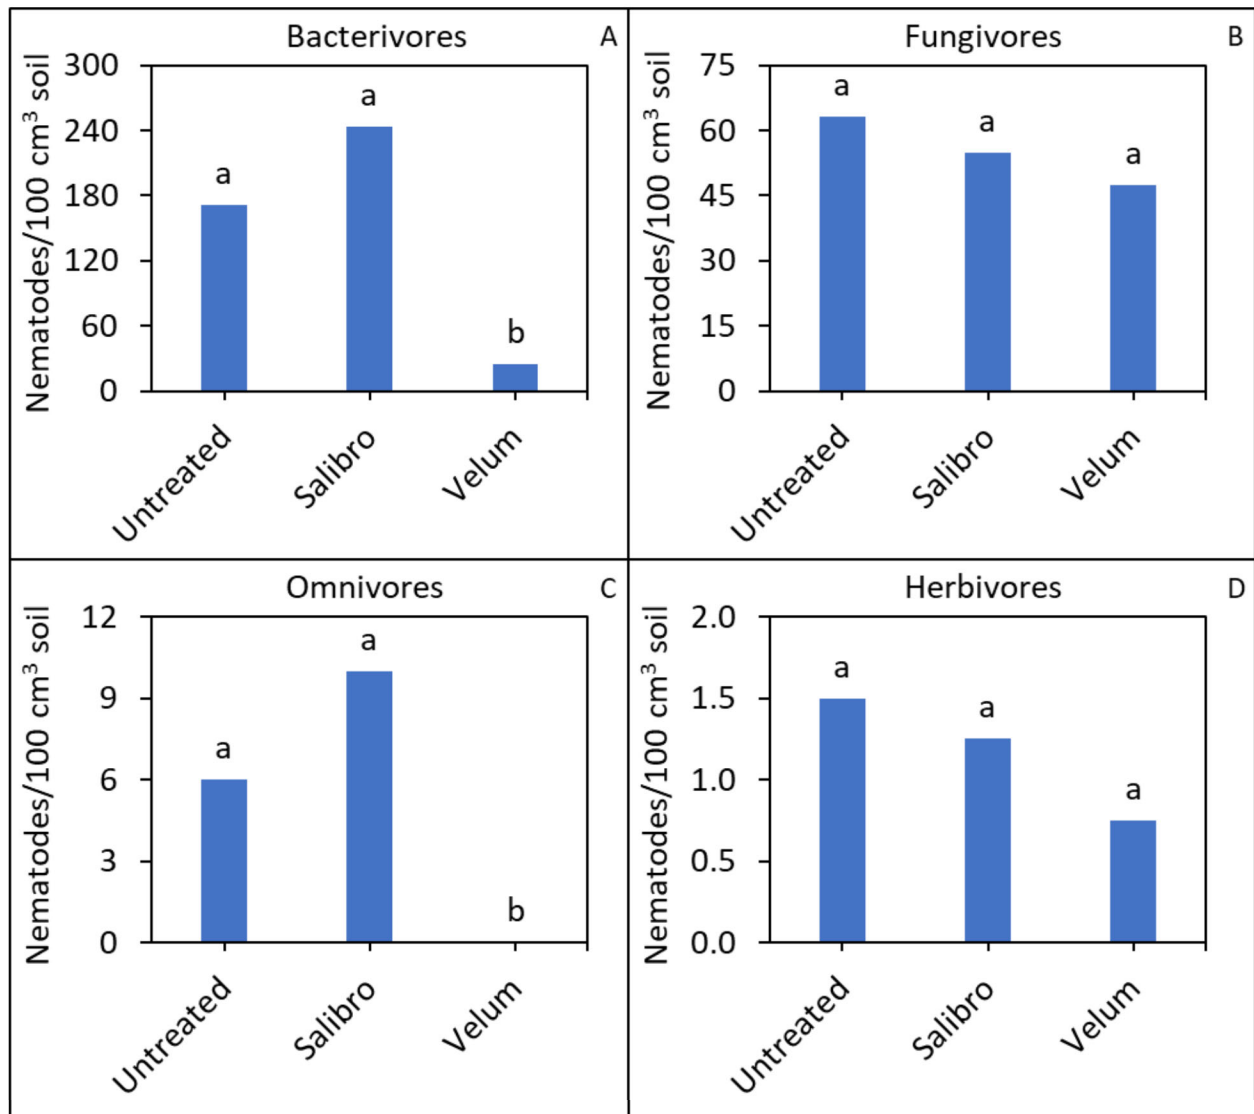 Bacterivores
A
Nematodes/100 cm³ soil
300
240
180
120
60
0
a
a
b
Untreated
Salibro
Velum
Fungivores
B
Nematodes/100 cm³ soil
75
60
45
30
15
0
a
a
a
Untreated
Salibro
Velum
Omnivores
C
Nematodes/100 cm³ soil
12
9
6
3
0
a
a
b
Untreated
Salibro
Velum
Herbivores
D
Nematodes/100 cm³ soil
2.0
1.5
1.0
0.5
0.0
a
a
a
Untreated
Salibro
Velum